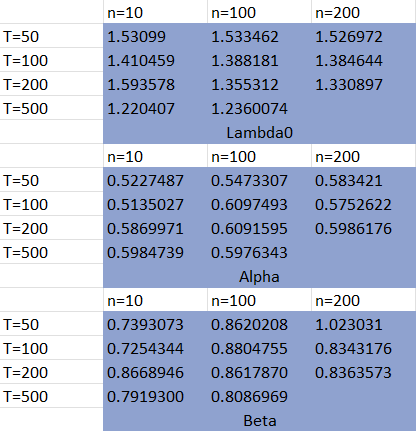 n=10 n=100 n=200
T=50 1.53099 1.533462 1.526972
T=100 1.410459 1.388181 1.384644
T=200 1.593578 1.355312 1.330897
T=500 1.220407 1.2360074
Lambda0
n=10 n=100 n=200
T=50 0.5227487 0.5473307 0.583421
T=100 0.5135027 0.6097493 0.5752622
T=200 0.5869971 0.6091595 0.5986176
T=500 0.5984739 0.5976343
Alpha
n=10 n=100 n=200
T=50 0.7393073 0.8620208 1.023031
T=100 0.7254344 0.8804755 0.8343176
T=200 0.8668946 0.8617870 0.8363573
T=500 0.7919300 0.8086969
Beta